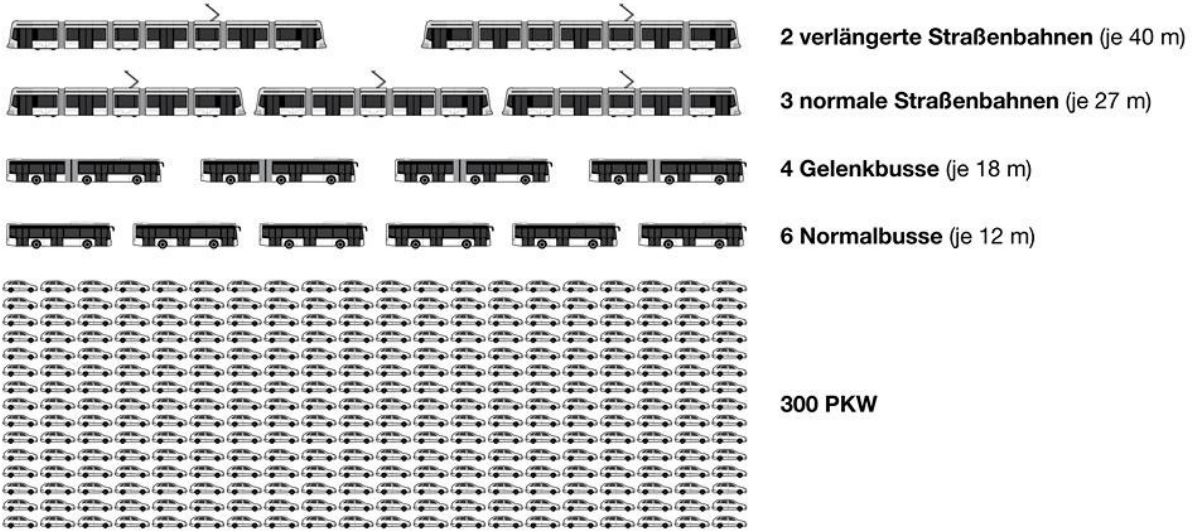 2 verlängerte Straßenbahnen (je 40 m)
3 normale Straßenbahnen (je 27 m)
4 Gelenkbusse (je 18 m)
6 Normalbusse (je 12 m)
300 PKW